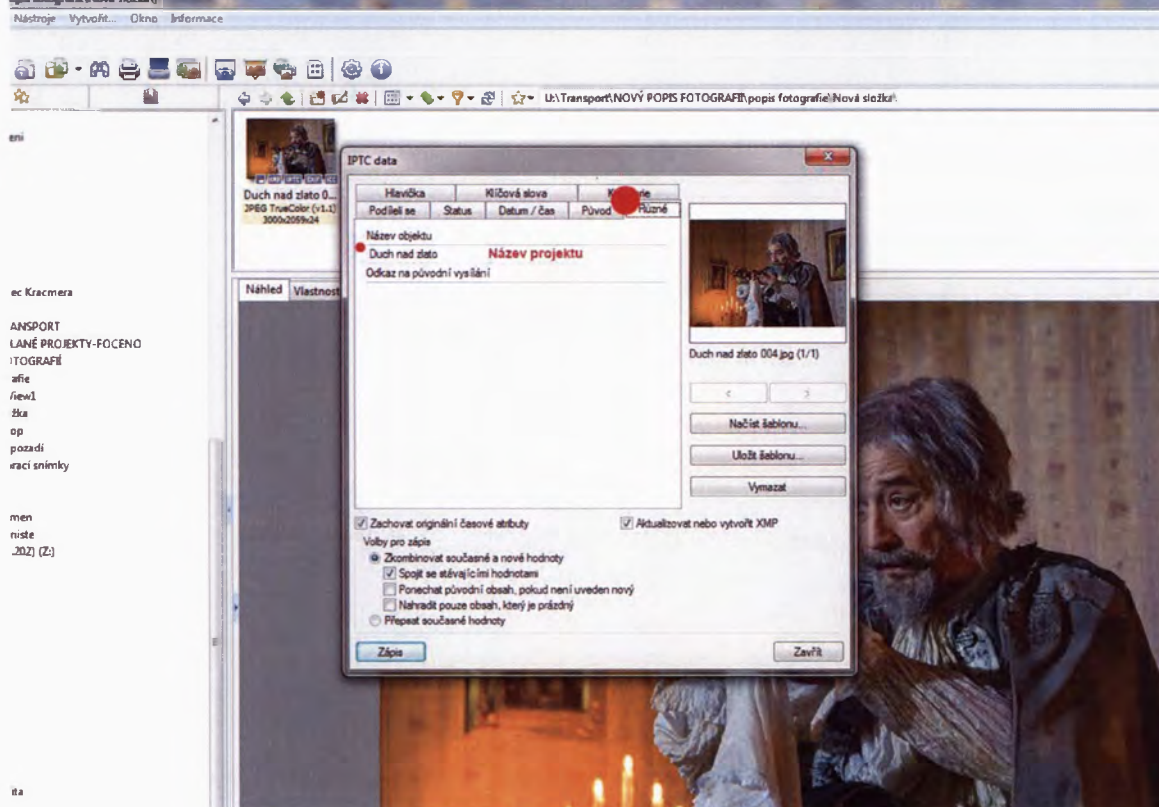 Nástroje Vytvořit... Okno Informace
U:\Transport\NOVÝ POPIS FOTOGRAFIÍ\popis fotografie\Nová složka\
ení
Duch nad zlato 0...
JPEG TrueColor (v1.1)
3000x2059x24
ec Kracmera
ANSPORT
LANÉ PROJEKTY-FOCENO
TOGRAFIÍ
afie
View1
žka
op
pozadí
rací snímky
men
niste
.202) (Z:)
ita
Náhled Vlastnost
IPTC data
Hlavička Klíčová slova
Podíleli se Status Datum / čas Původ Různé
Název objektu
Duch nad zlato Název projektu
Odkaz na původní vysílání
Duch nad zlato 004.jpg (1/1)
< >
Načíst šablonu...
Uložit šablonu...
Vymazat
Zachovat originální časové atributy Aktualizovat nebo vytvořit XMP
Volby pro zápis
Zkombinovat současné a nové hodnoty
Spojit se stávajícími hodnotami
Ponechat původní obsah, pokud není uveden nový
Nahradit pouze obsah, který je prázdný
Přepsat současné hodnoty
Zápis Zavřít